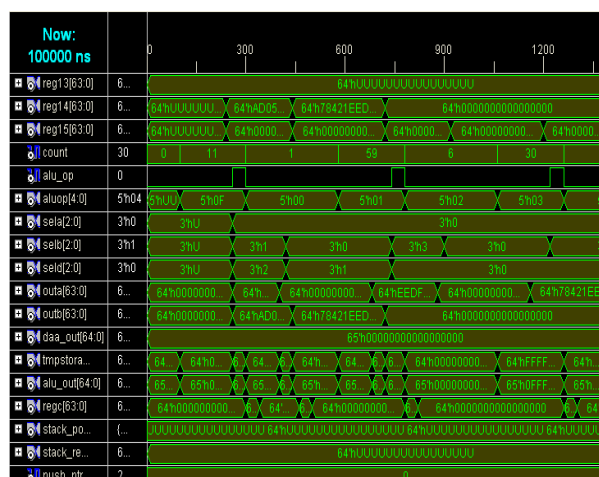 Now:
100000 ns
0 300 600 900 1200
reg13[63:0] 6... 64'hUUUUUUUUUUUUUUUU
reg14[63:0] 6... 64'hUUUUUU... 64'hAD05... 64'h78421EED... 64'h0000000000000000
reg15[63:0] 6... 64'hUUUUUU... 64'h0000... 64'h00000000... 64'h0000... 64'h00000000... 64'h0000...
count 30 0 11 1 59 6 30
alu_op 0
aluop[4:0] 5'h04 5'hUU 5'h0F 5'h00 5'h01 5'h02 5'h03
sela[2:0] 3'h0 3'hU 3'h0
selb[2:0] 3'h1 3'hU 3'h1 3'h0 3'h3 3'h0
seld[2:0] 3'h0 3'hU 3'h2 3'h1 3'h0
outa[63:0] 6... 64'h0000000... 64'h... 64'h00000000... 64'hEEDF... 64'h00000000... 64'h78421EE
outb[63:0] 6... 64'h0000000... 64'hAD0... 64'h78421EED... 64'h0000000000000000
daa_out[64:0] 6... 65'h00000000000000000
tmpstora... 6... 64... 64'h0... 6... 64... 6... 64'h... 64... 6... 6... 64'h00000000... 64'hFFFF... 64'h...
alu_out[64:0] 6... 65... 65'h0... 6... 65... 6... 65'h... 65... 6... 6... 65'h00000000... 65'h0FFF... 65'h...
regc[63:0] 6... 64'h000000000... 6... 64'... 6... 64'h00000000... 6... 64'h0000000000000000 6... 64
stack_po... {...
stack_re... 6... 64'hUUUUUUUUUUUUUUUU
push_ptr 2 0